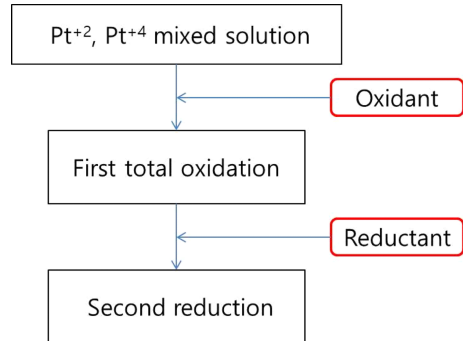 Pt⁺², Pt⁺⁴ mixed solution
Oxidant
First total oxidation
Reductant
Second reduction